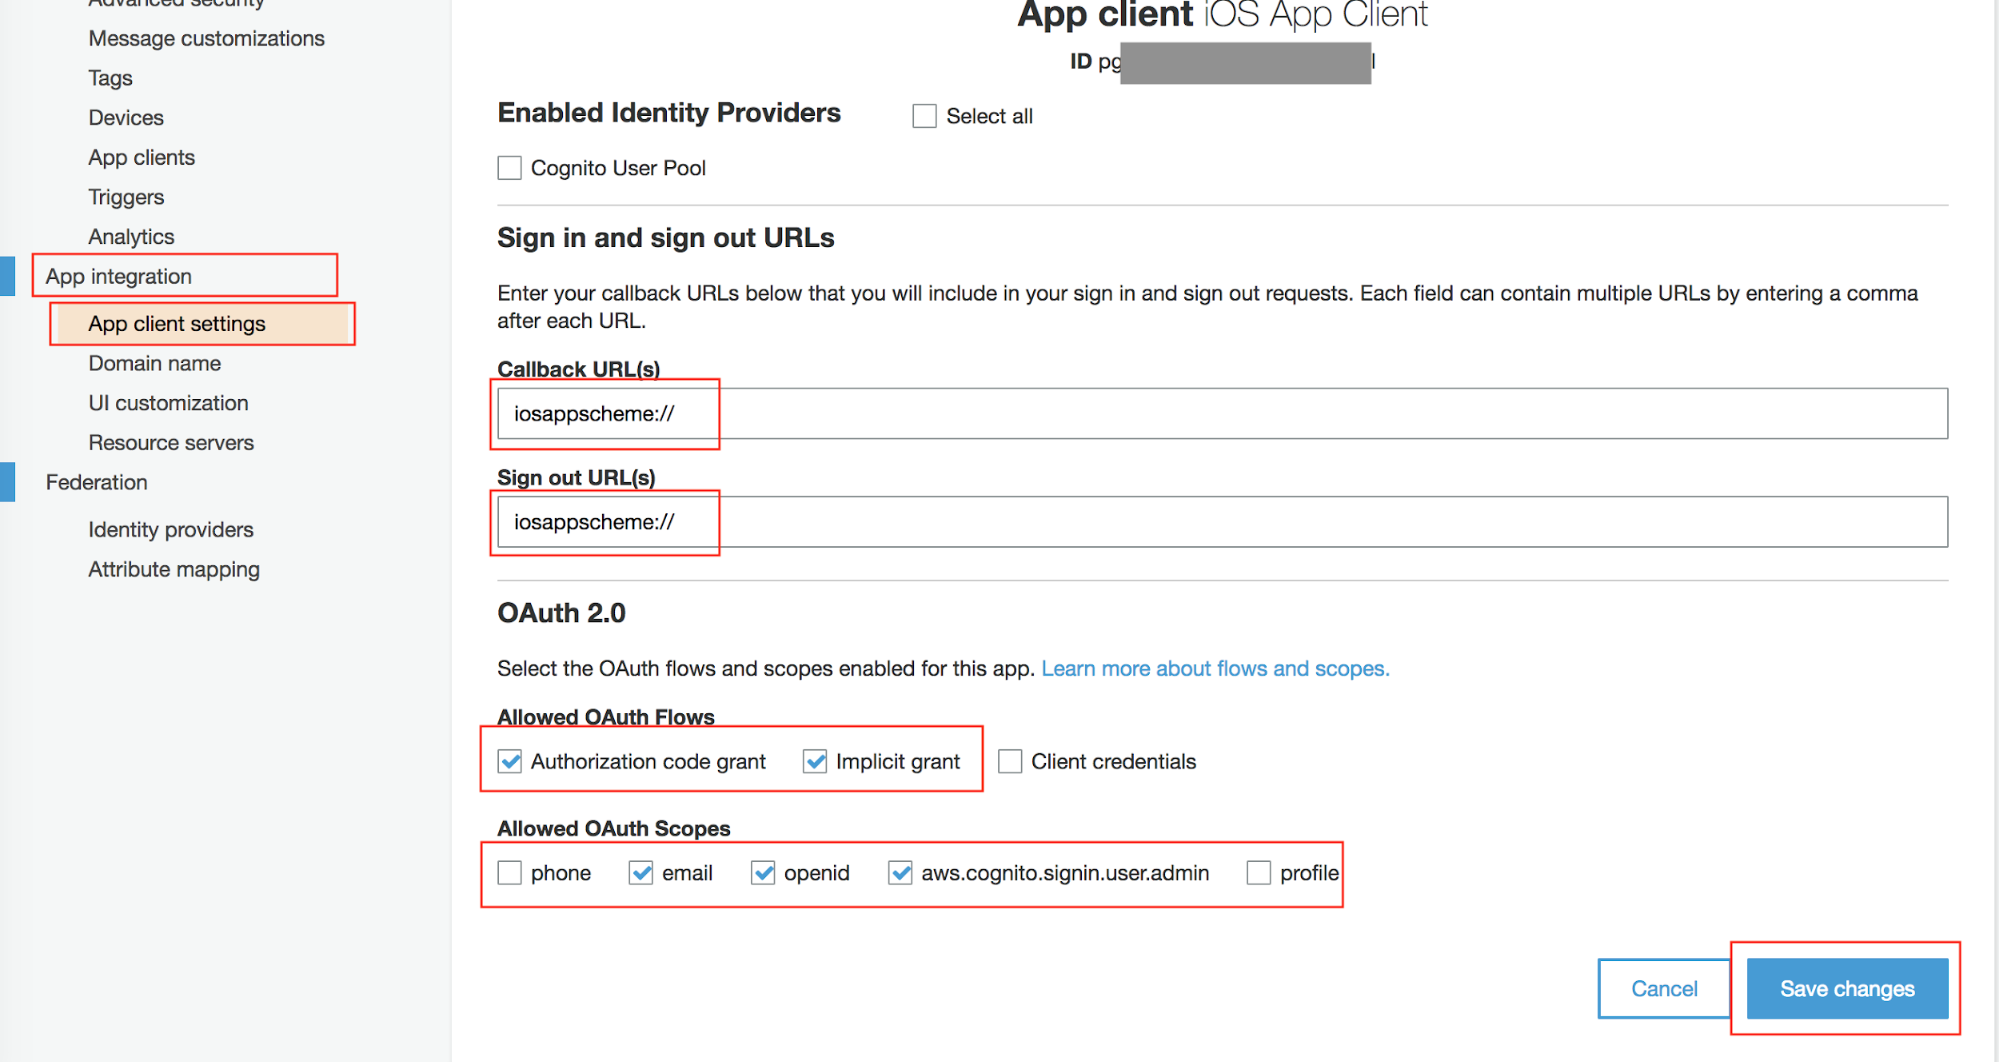 Advanced security
Message customizations
Tags
Devices
App clients
Triggers
Analytics
App integration
App client settings
Domain name
UI customization
Resource servers
Federation
Identity providers
Attribute mapping
App client iOS App Client
ID pg
l
Enabled Identity Providers
Select all
Cognito User Pool
Sign in and sign out URLs
Enter your callback URLs below that you will include in your sign in and sign out requests. Each field can contain multiple URLs by entering a comma
after each URL.
Callback URL(s)
iosappscheme://
Sign out URL(s)
iosappscheme://
OAuth 2.0
Select the OAuth flows and scopes enabled for this app. Learn more about flows and scopes.
Allowed OAuth Flows
Authorization code grant Implicit grant Client credentials
Allowed OAuth Scopes
phone email openid aws.cognito.signin.user.admin profile
Cancel Save changes